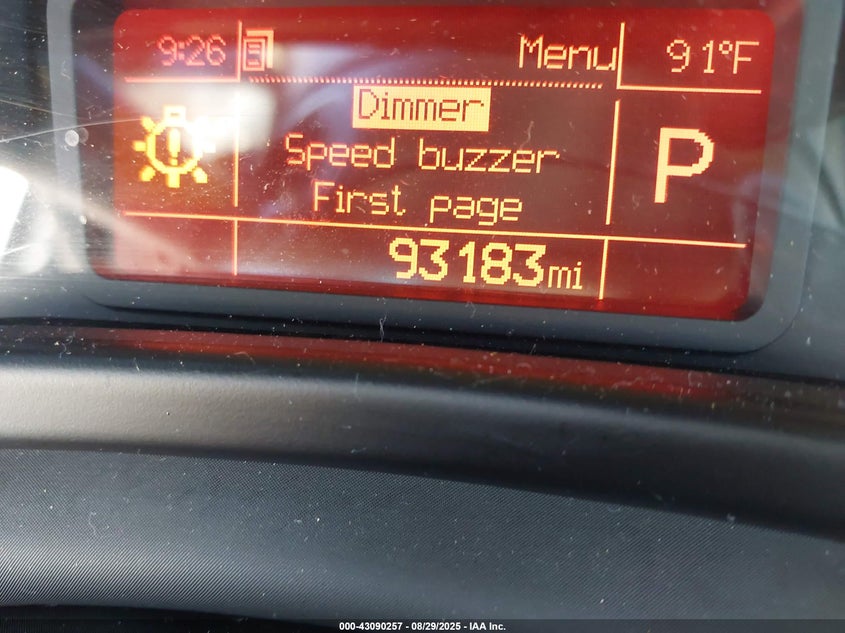 9:26 Menu 91°F
Dimmer
Speed buzzer
P
First page
93183mi
000-43090257 - 08/29/2025 - IAA Inc.